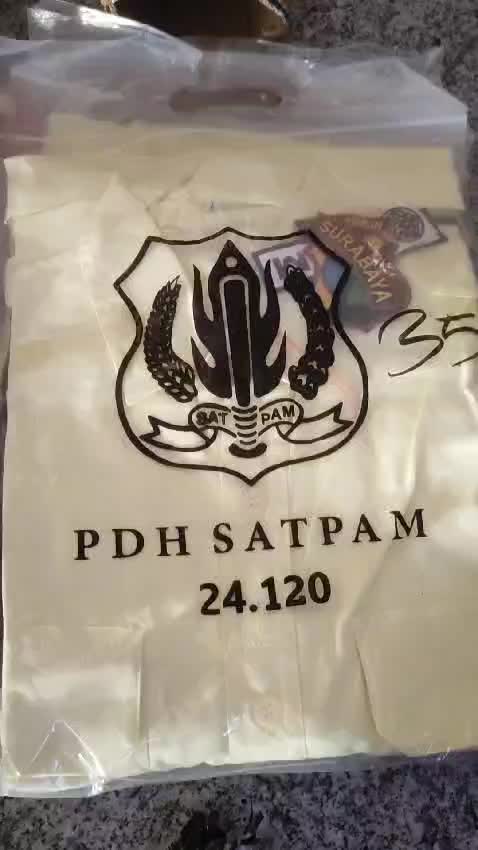 SURABAYA
35
SAT PAM
PDH SATPAM
24.120